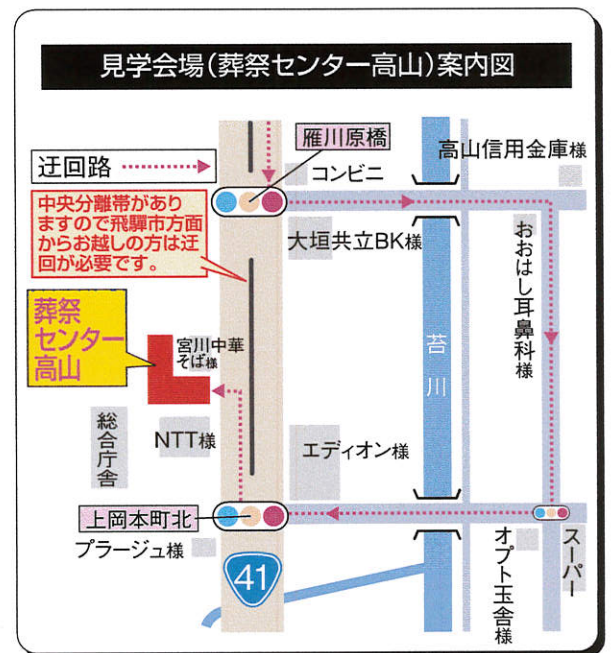 見学会場(葬祭センター高山)案内図
雁川原橋
高山信用金庫様
迂回路
コンビニ
中央分離帯があり
ますので飛騨市方面
からお越しの方は迂
回が必要です。
大垣共立BK様
おおはし耳鼻科様
葬祭
センター
高山
宮川中華
そば様
苔川
総合庁舎
NTT様
エディオン様
上岡本町北
プラージュ様
41
オプト玉舎様
スーパー